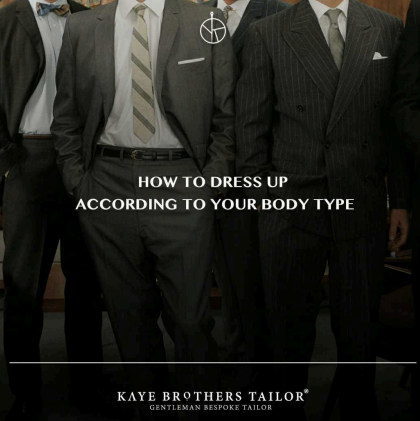 HOW TO DRESS UP
ACCORDING TO YOUR BODY TYPE
KAYE BROTHERS TAILOR®
GENTLEMAN BESPOKE TAILOR